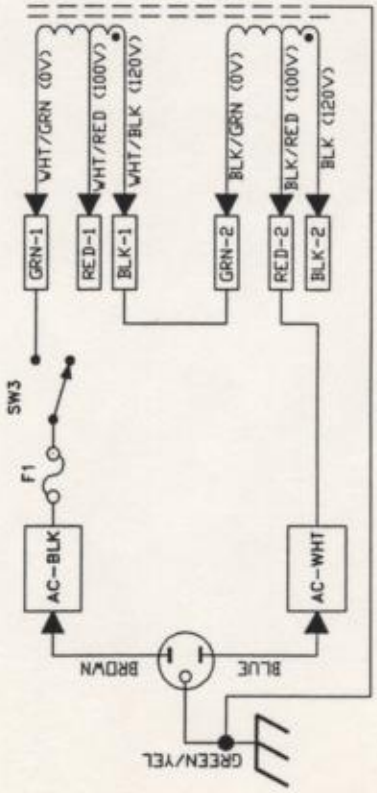 WHT/GRN (0V)
WHT/RED (100V)
WHT/BLK (120V)
BLK/GRN (0V)
BLK/RED (100V)
BLK (120V)
GRN-1
RED-1
BLK-1
GRN-2
RED-2
BLK-2
SW3
F1
AC-BLK
AC-WHT
BROWN
BLUE
GREEN/YEL